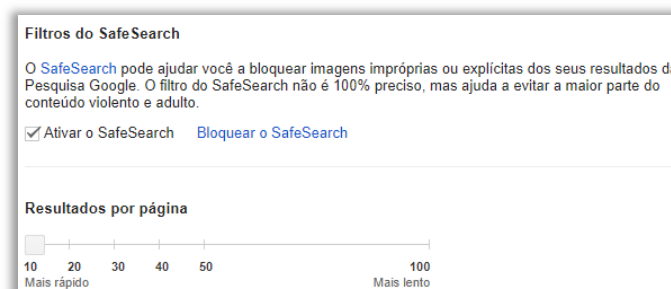 Filtros do SafeSearch
O SafeSearch pode ajudar você a bloquear imagens impróprias ou explícitas dos seus resultados
Pesquisa Google. O filtro do SafeSearch não é 100% preciso, mas ajuda a evitar a maior parte do
conteúdo violento e adulto.
Ativar o SafeSearch Bloquear o SafeSearch
Resultados por página
10 20 30 40 50 100
Mais rápido Mais lento